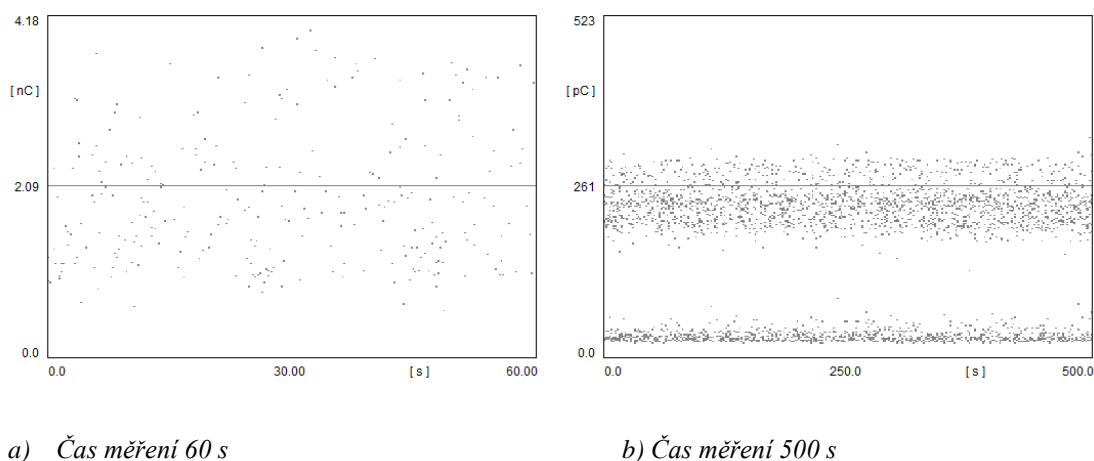 4.18
[ nC ]
2.09
0.0
0.0 30.00 [ s ] 60.00
523
[ pC ]
261
0.0
0.0 250.0 [ s ] 500.0
a) Čas měření 60 s
b) Čas měření 500 s